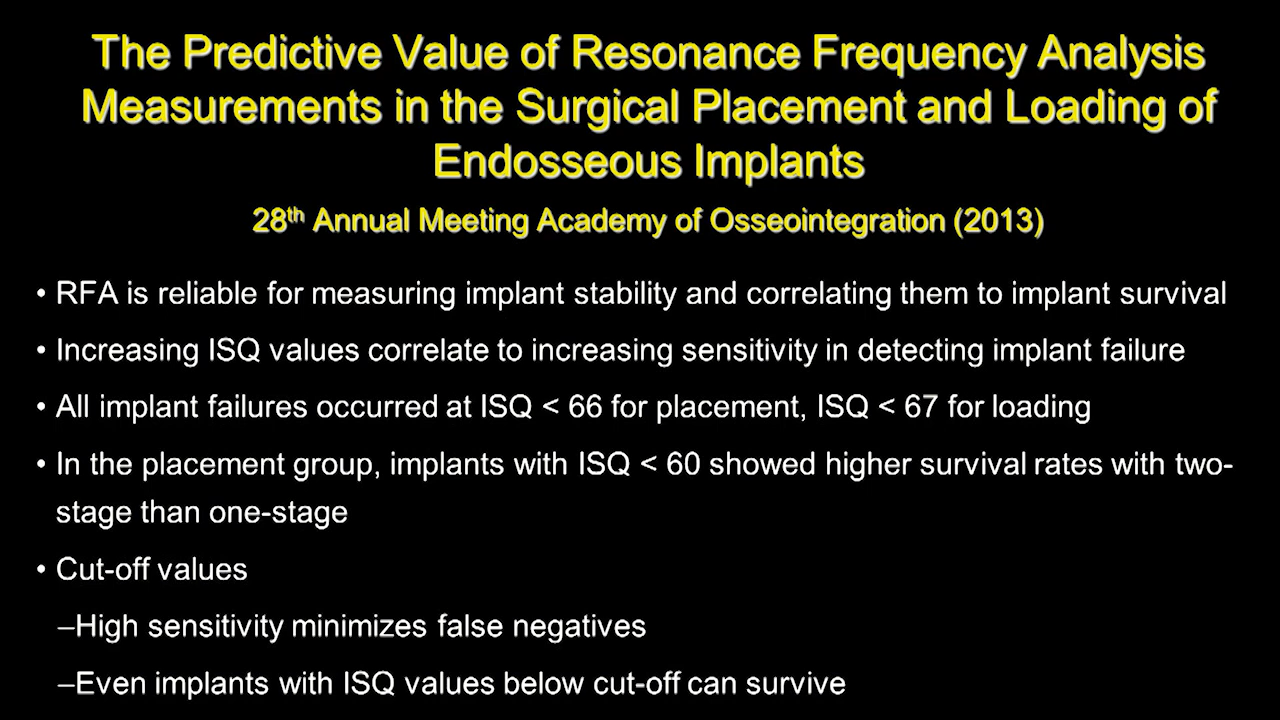 The Predictive Value of Resonance Frequency Analysis
Measurements in the Surgical Placement and Loading of
Endosseous Implants
28th Annual Meeting Academy of Osseointegration (2013)
• RFA is reliable for measuring implant stability and correlating them to implant survival
• Increasing ISQ values correlate to increasing sensitivity in detecting implant failure
• All implant failures occurred at ISQ < 66 for placement, ISQ < 67 for loading
• In the placement group, implants with ISQ < 60 showed higher survival rates with two-
stage than one-stage
• Cut-off values
–High sensitivity minimizes false negatives
–Even implants with ISQ values below cut-off can survive